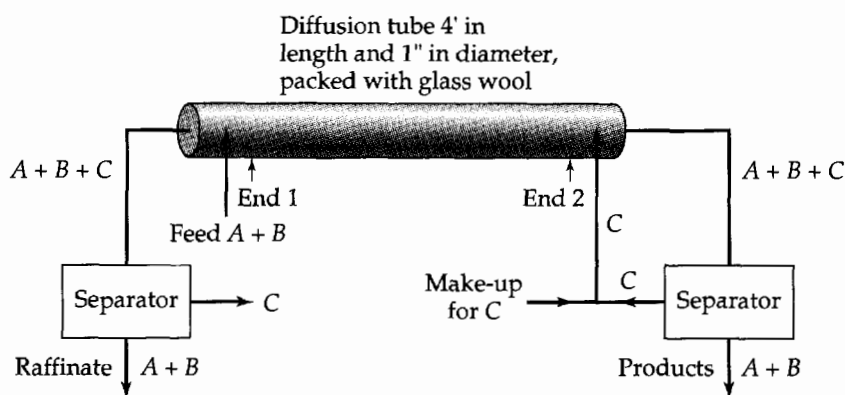 Diffusion tube 4' in
length and 1" in diameter,
packed with glass wool
A + B + C
End 1
End 2
A + B + C
Feed A + B
C
Separator
C
Make-up
for C
C
Separator
Raffinate
A + B
Products
A + B